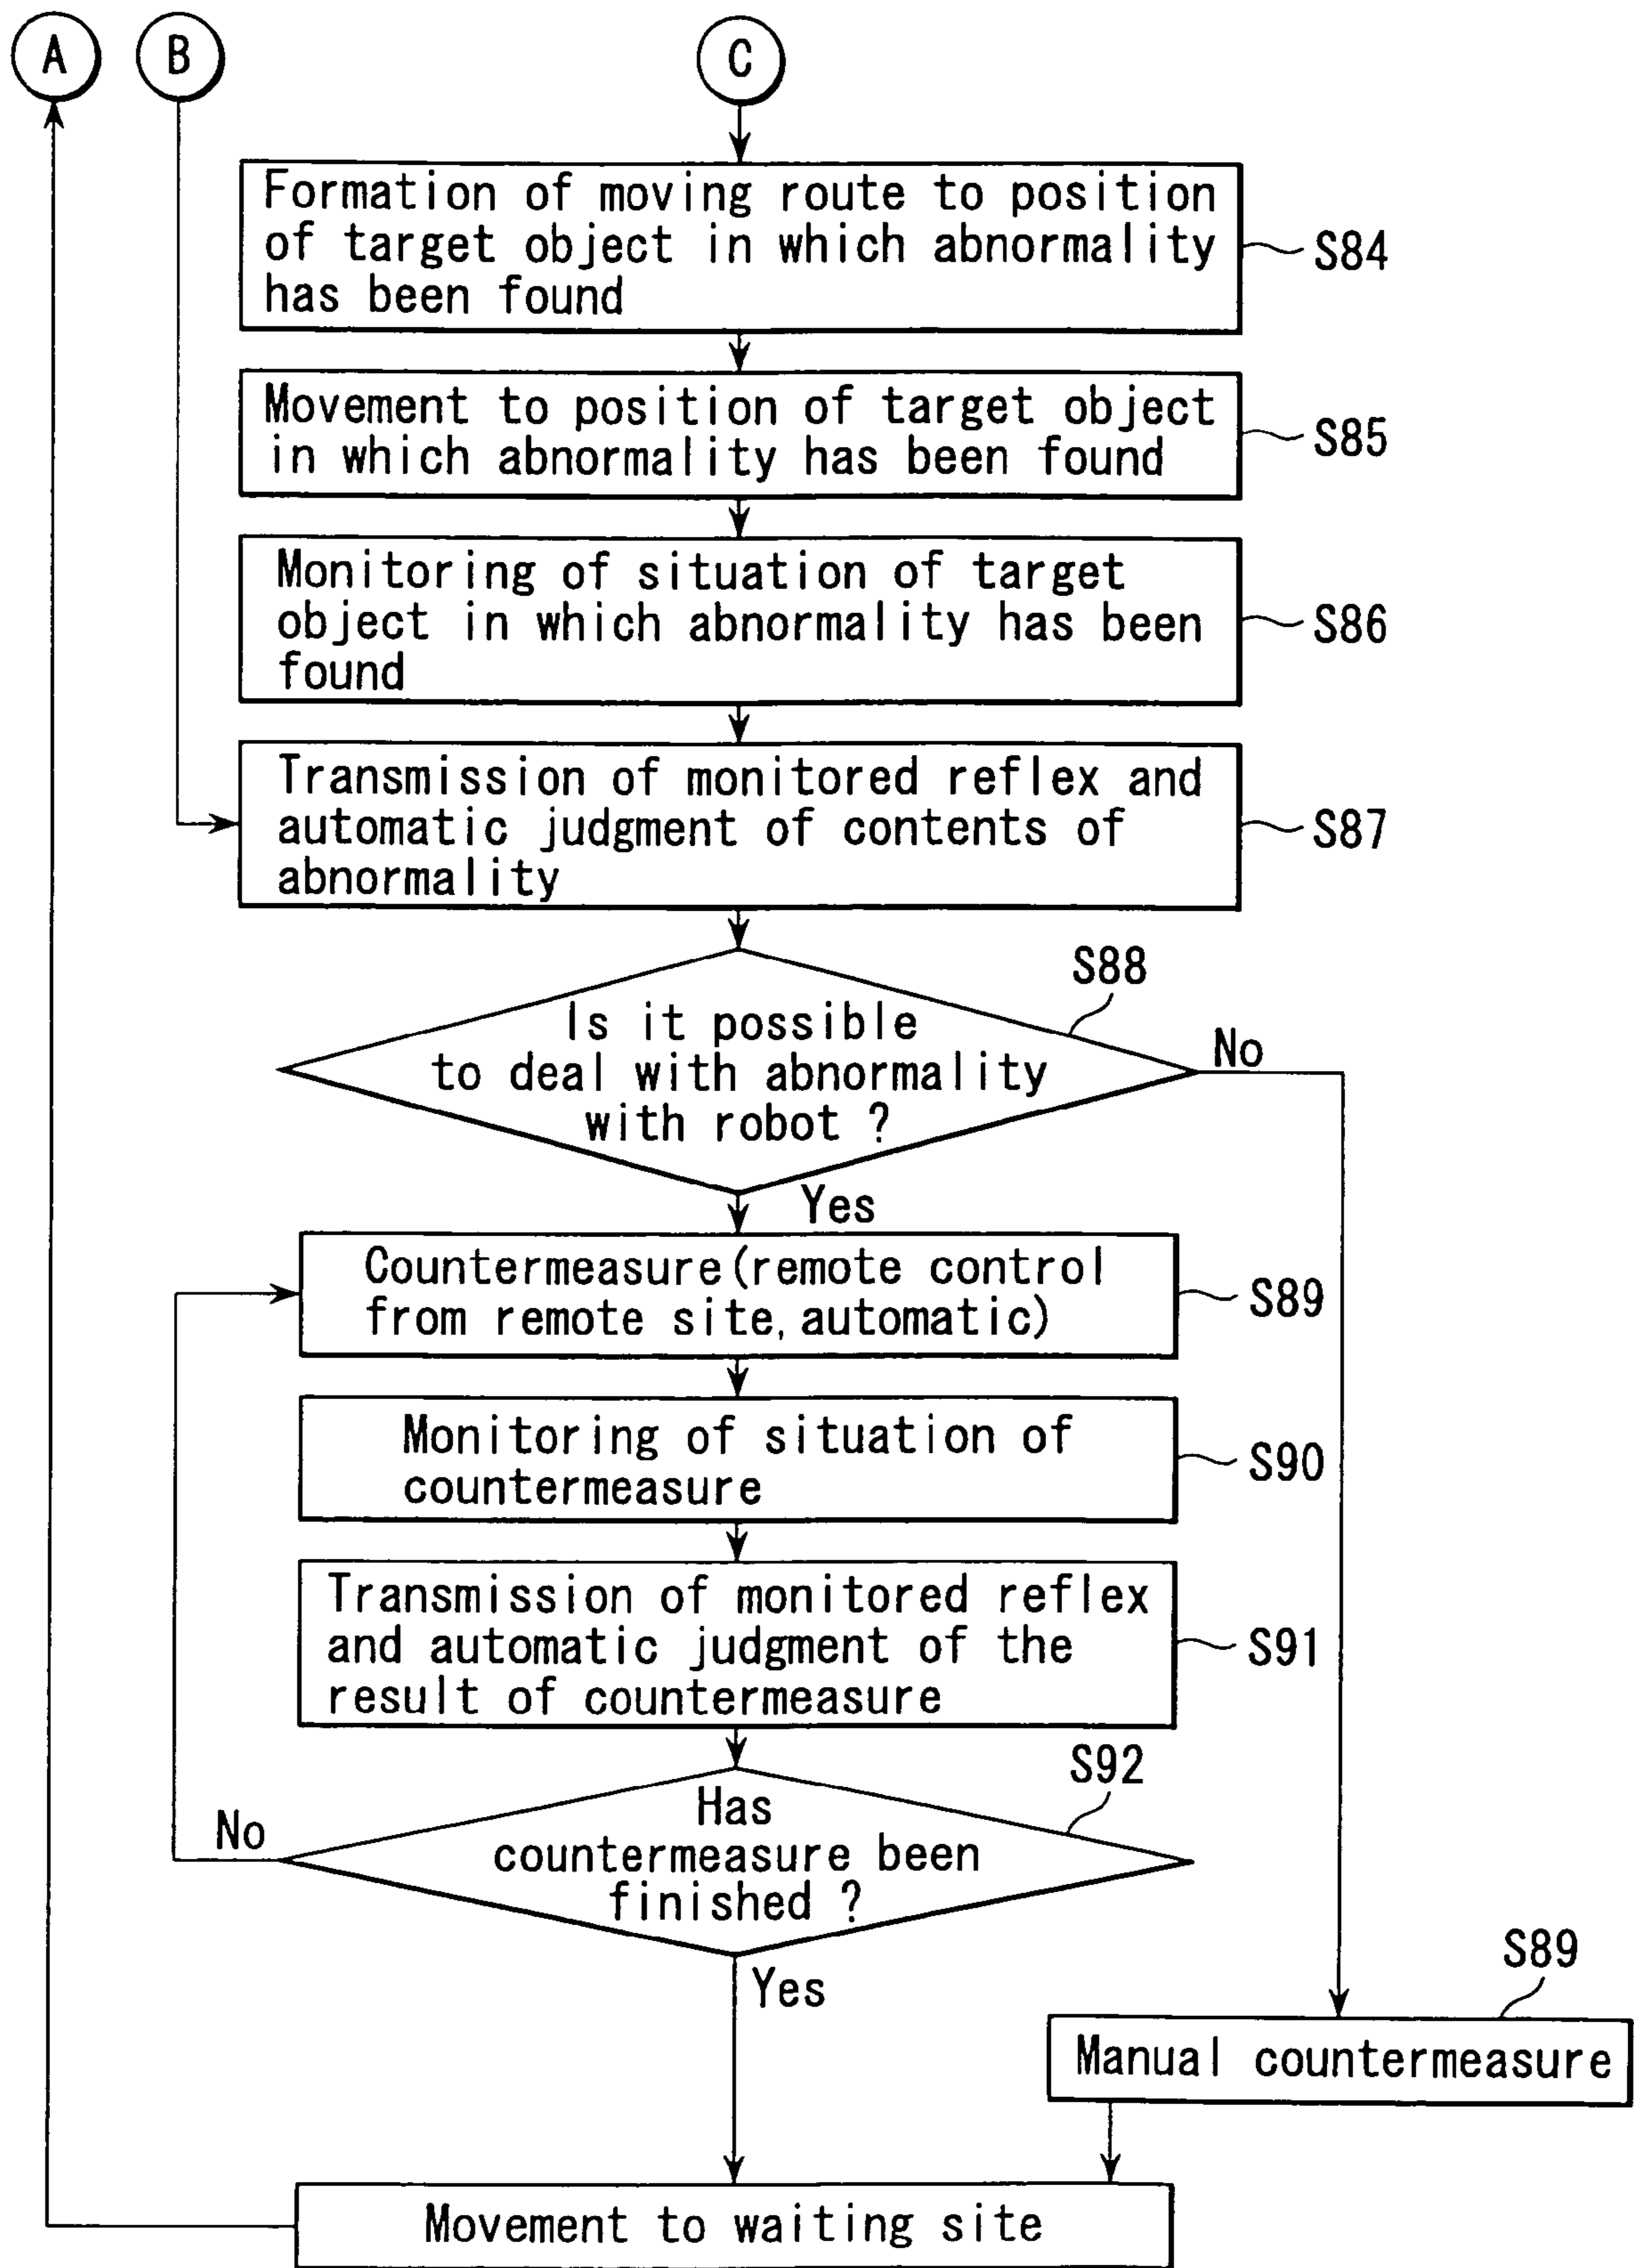 A
B
C
Formation of moving route to position
of target object in which abnormality
has been found
S84
Movement to position of target object
in which abnormality has been found
S85
Monitoring of situation of target
object in which abnormality has been
found
S86
Transmission of monitored reflex and
automatic judgment of contents of
abnormality
S87
S88
Is it possible
to deal with abnormality
with robot ?
No
Yes
Countermeasure(remote control
from remote site, automatic)
S89
Monitoring of situation of
countermeasure
S90
Transmission of monitored reflex
and automatic judgment of the
result of countermeasure
S91
S92
Has
countermeasure been
finished ?
No
Yes
S89
Manual countermeasure
Movement to waiting site